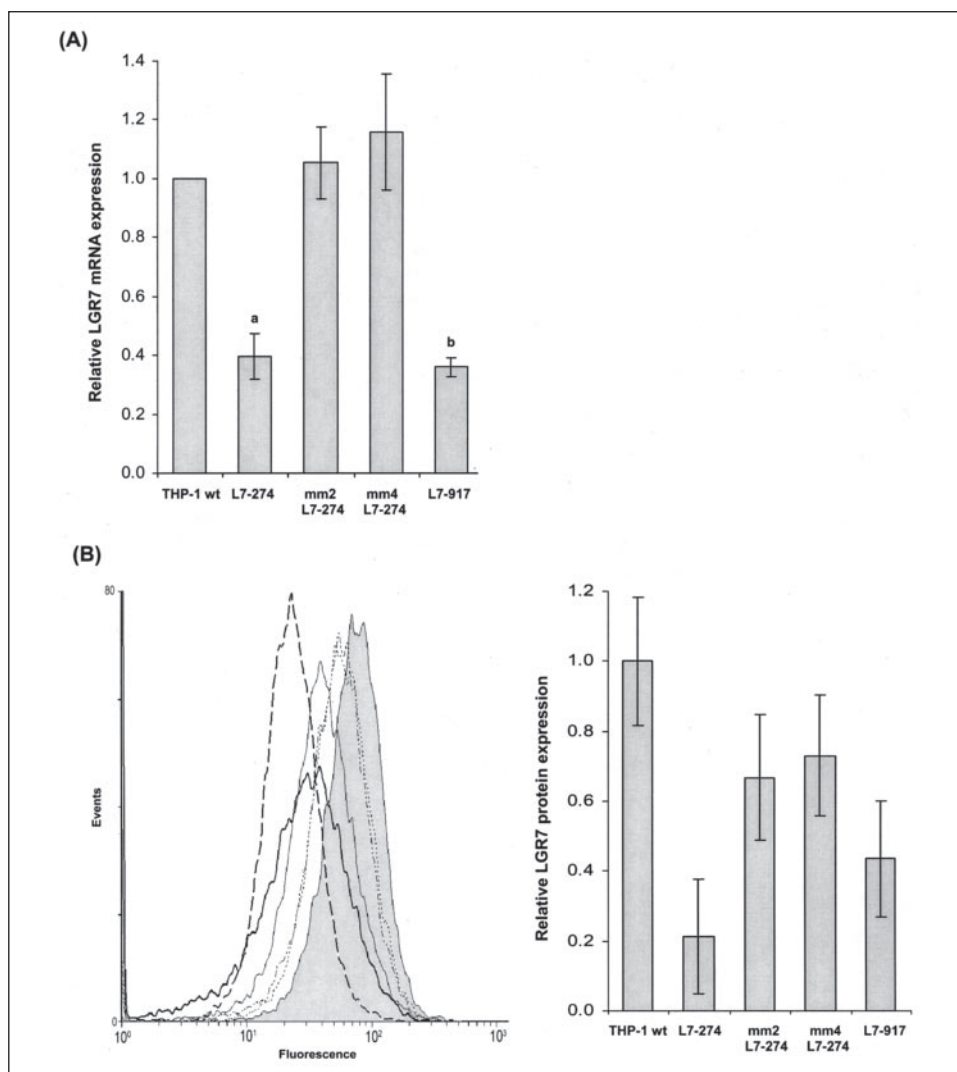 (A)
Relative LGR7 mRNA expression
1.4
1.2
1.0
0.8
0.6
0.4
0.2
0.0
a
b
THP-1 wt L7-274 mm2 L7-274 mm4 L7-274 L7-917
(B)
Events
80
0
10⁰ 10¹ 10² 10³
Fluorescence
Relative LGR7 protein expression
1.2
1.0
0.8
0.6
0.4
0.2
0.0
THP-1 wt L7-274 mm2 L7-274 mm4 L7-274 L7-917